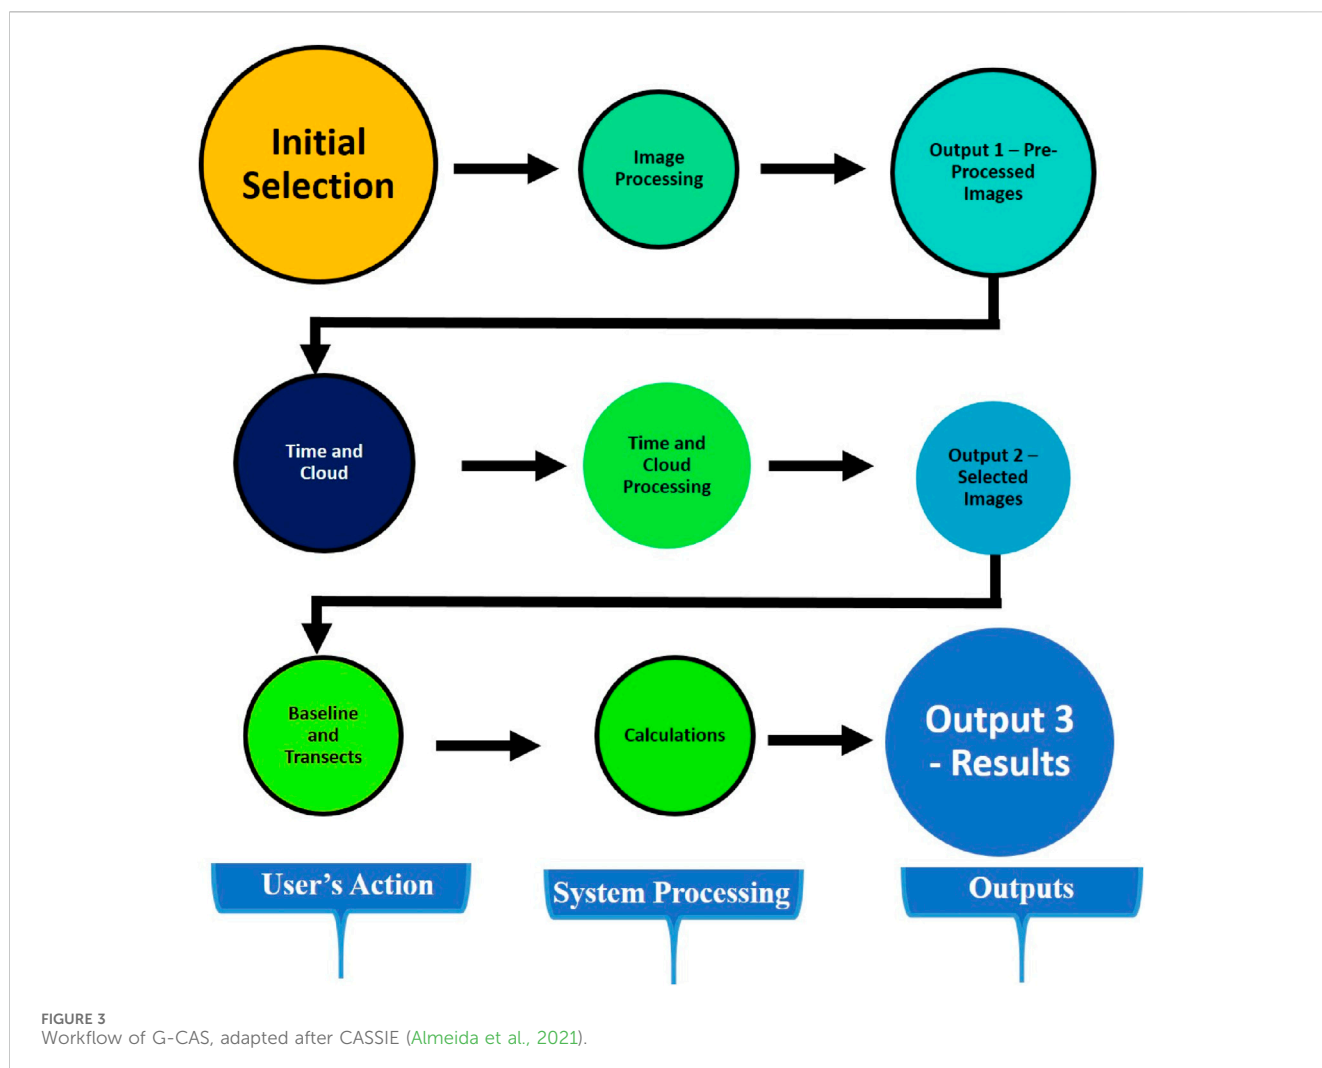 Initial
Selection
Image
Processing
Output 1 – Pre-
Processed
Images
Time and
Cloud
Time and
Cloud
Processing
Output 2 –
Selected
Images
Baseline
and
Transects
Calculations
Output 3
- Results
User’s Action
System Processing
Outputs
FIGURE 3
Workflow of G-CAS, adapted after CASSIE (Almeida et al., 2021).